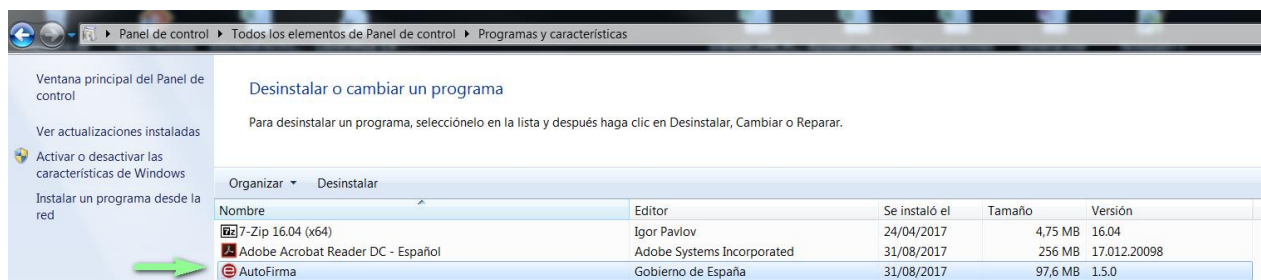 Panel de control ▸ Todos los elementos de Panel de control ▸ Programas y características
Ventana principal del Panel de
control
Ver actualizaciones instaladas
Activar o desactivar las
características de Windows
Instalar un programa desde la
red
Desinstalar o cambiar un programa
Para desinstalar un programa, selecciónelo en la lista y después haga clic en Desinstalar, Cambiar o Reparar.
Organizar Desinstalar
Nombre Editor Se instaló el Tamaño Versión
7z 7-Zip 16.04 (x64) Igor Pavlov 24/04/2017 4,75 MB 16.04
Adobe Acrobat Reader DC - Español Adobe Systems Incorporated 31/08/2017 256 MB 17.012.20098
AutoFirma Gobierno de España 31/08/2017 97,6 MB 1.5.0